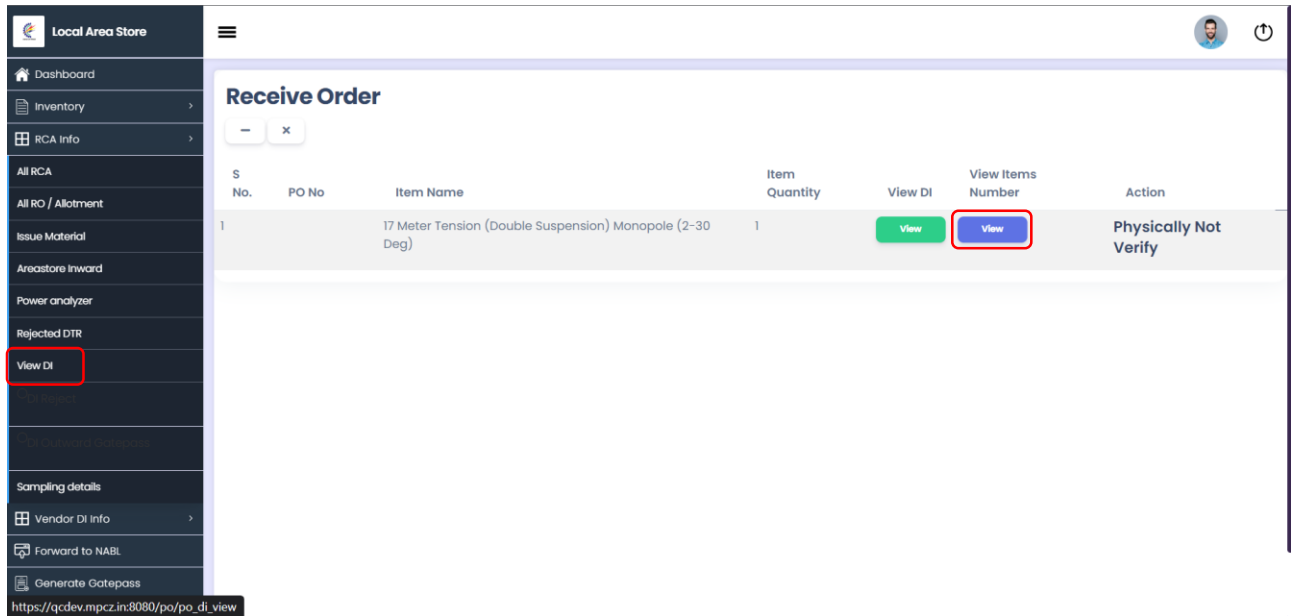 Local Area Store
Dashboard
Inventory
RCA Info
All RCA
All RO / Allotment
Issue Material
Areastore Inward
Power analyzer
Rejected DTR
View DI
DI Reject
DI Outward Gatepass
Sampling details
Vendor DI Info
Forward to NABL
Generate Gatepass
https://qcdev.mpcz.in:8080/po/po_di_view
Receive Order
S
No.
PO No
Item Name
Item
Quantity
View DI
View Items
Number
Action
1
17 Meter Tension (Double Suspension) Monopole (2-30
Deg)
1
View
View
Physically Not
Verify